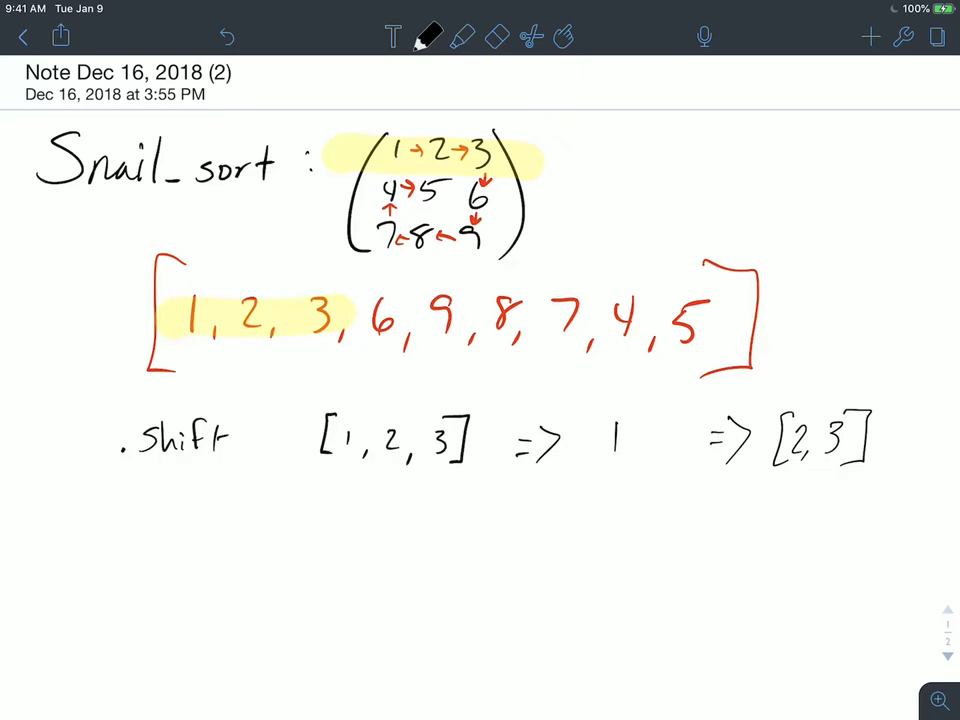 9:41 AM Tue Jan 9 100%
Note Dec 16, 2018 (2)
Dec 16, 2018 at 3:55 PM
Snail_sort : ( 1 → 2 → 3
4 → 5 6
7 ← 8 ← 9 )
[1, 2, 3, 6, 9, 8, 7, 4, 5]
.shift [1, 2, 3] => 1 => [2, 3]
1
2